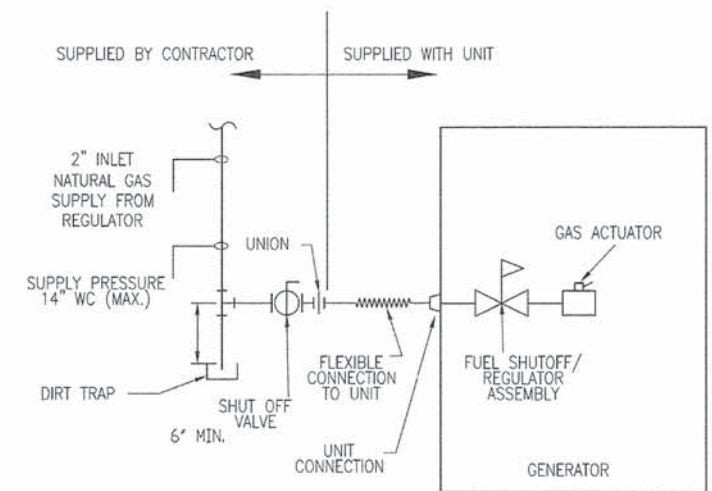 SUPPLIED BY CONTRACTOR
SUPPLIED WITH UNIT
2" INLET
NATURAL GAS
SUPPLY FROM
REGULATOR
SUPPLY PRESSURE
14" WC (MAX.)
UNION
GAS ACTUATOR
DIRT TRAP
6" MIN.
SHUT OFF
VALVE
FLEXIBLE
CONNECTION
TO UNIT
UNIT
CONNECTION
FUEL SHUTOFF/
REGULATOR
ASSEMBLY
GENERATOR